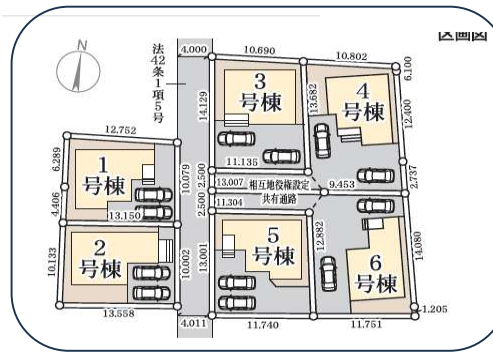 区画図
N
法42条1項5号
4.000
10.690
10.802
6.100
3号棟
4号棟
14.129
13.682
12.400
12.752
6.289
1号棟
10.079
11.135
2.500
13.007
相互地役権設定
共有通路
9.453
2.737
4.406
13.150
2.500
11.304
2号棟
10.133
10.002
13.001
5号棟
12.882
6号棟
14.080
13.558
4.011
11.740
11.751
1.205